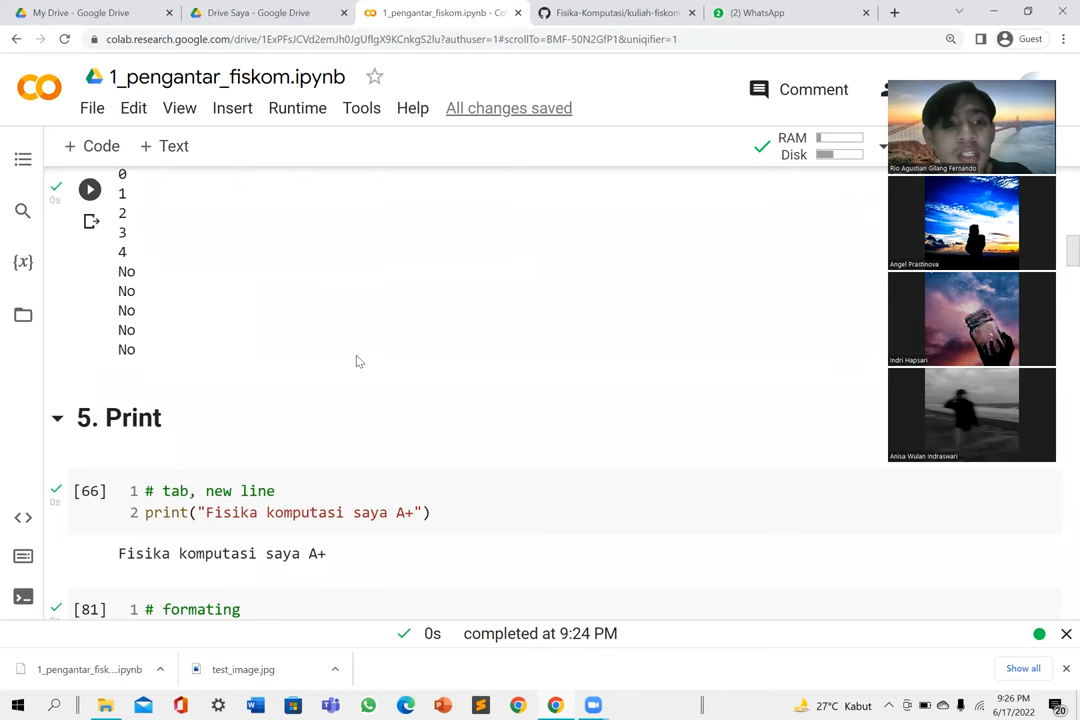 My Drive - Google Drive
Drive Saya - Google Drive
1_pengantar_fiskom.ipynb - Co
Fisika-Komputasi/kuliah-fiskom
(2) WhatsApp
colab.research.google.com/drive/1ExPFsJCVd2emJh0JgUflgX9KCnkgS2lu?authuser=1#scrollTo=BMF-50N2GfP1&uniqifier=1
Guest
1_pengantar_fiskom.ipynb
File Edit View Insert Runtime Tools Help All changes saved
Comment
+ Code + Text
RAM
Disk
Rio Agustian Gilang Fernando
Angel Prastinova
Indri Hapsari
Anisa Wulan Indraswari
0s
0
1
2
3
4
No
No
No
No
No
5. Print
[66]
0s
1 # tab, new line
2 print("Fisika komputasi saya A+")
Fisika komputasi saya A+
[81]
1 # formating
0s completed at 9:24 PM
1_pengantar_fisk....ipynb
test_image.jpg
Show all
27°C Kabut
9:26 PM
6/17/2022
20